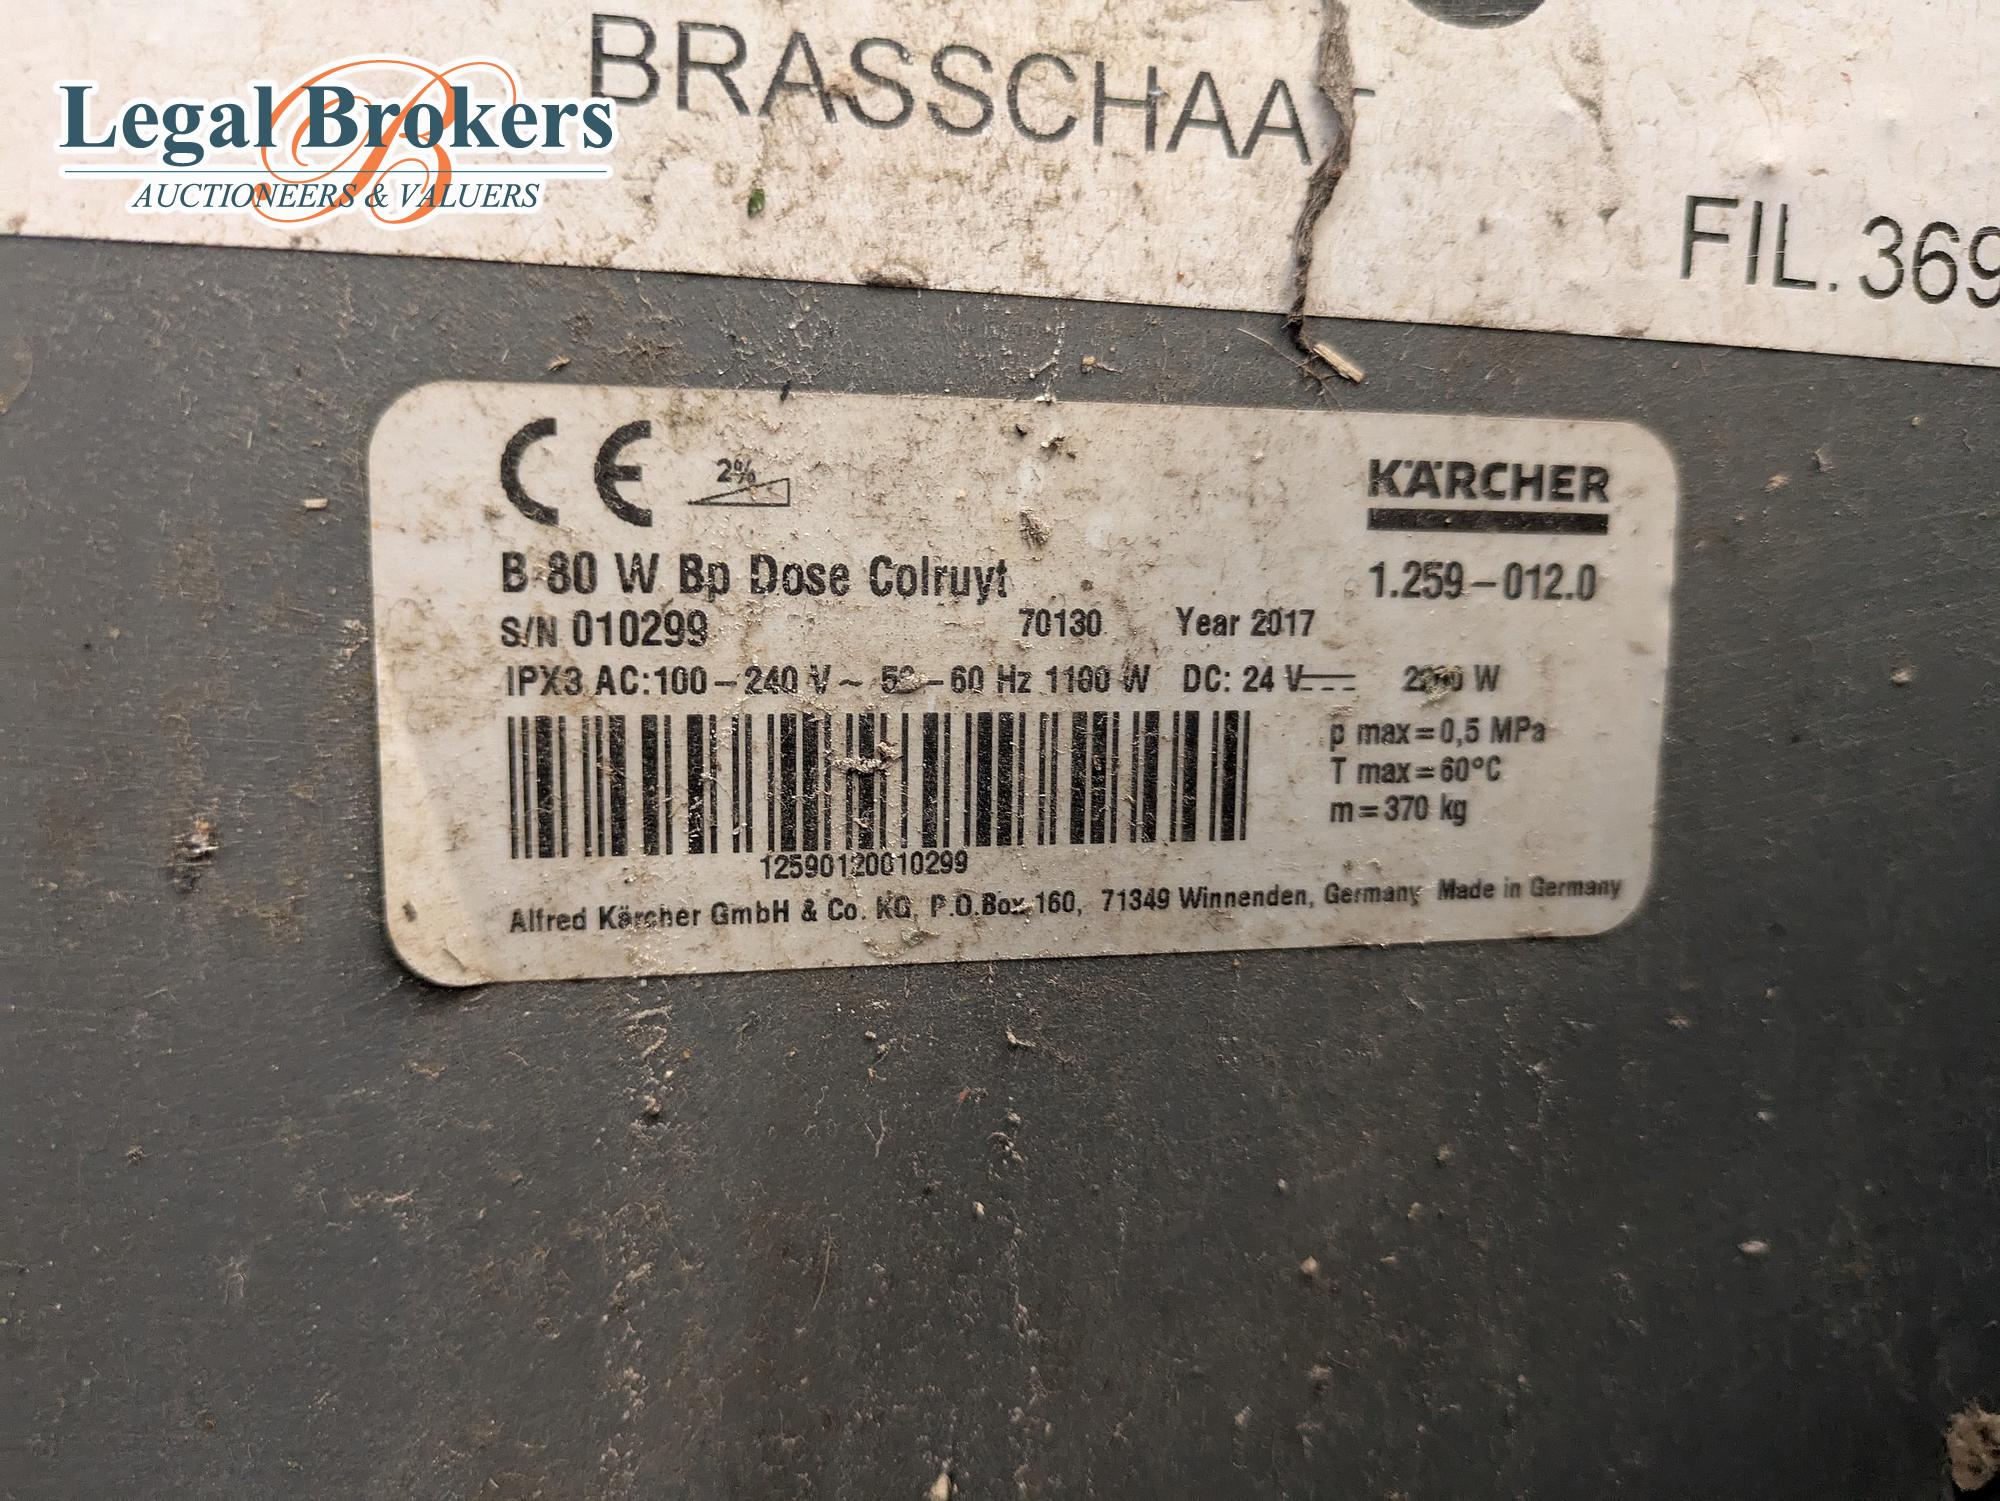 BRASSCHAAT
Legal Brokers
AUCTIONEERS & VALUERS
FIL. 369
CE 2% KÄRCHER
B 80 W Bp Dose Colruyt 1.259-012.0
S/N 010299 70130 Year 2017
IPX3 AC:100-240 V ~ 50-60 Hz 1100 W DC: 24 V W
p max=0,5 MPa
T max=60°C
m=370 kg
12590120010299
Alfred Kärcher GmbH & Co. KG, P.O.Box 160, 71349 Winnenden, Germany Made in Germany